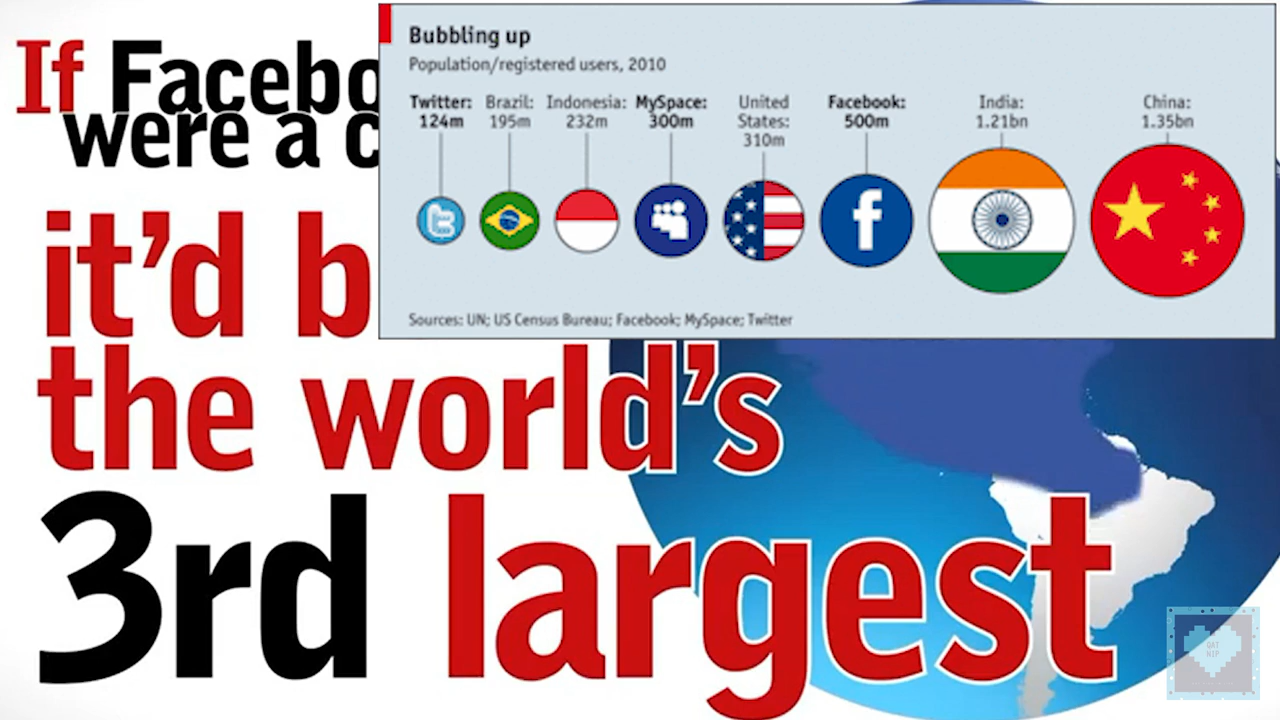 If Facebo
were a c
it'd b
the world's
3rd largest
Bubbling up
Population/registered users, 2010
Twitter:
124m
Brazil:
195m
Indonesia:
232m
MySpace:
300m
United
States:
310m
Facebook:
500m
India:
1.21bn
China:
1.35bn
Sources: UN; US Census Bureau; Facebook; MySpace; Twitter